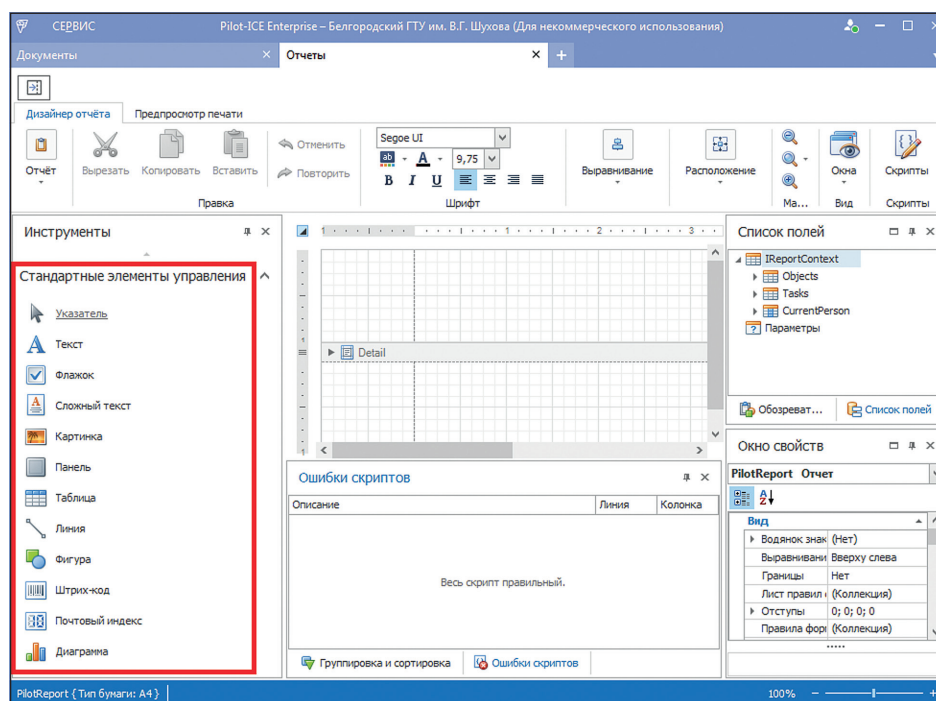 СЕРВИС Pilot-ICE Enterprise – Белгородский ГТУ им. В.Г. Шухова (Для некоммерческого использования)
Документы Отчеты
Дизайнер отчёта Предпросмотр печати
Отчёт Вырезать Копировать Вставить Отменить Повторить Segoe UI 9,75 Выравнивание Расположение Окна Скрипты
Правка Шрифт Ма... Вид Скрипты
Инструменты
Стандартные элементы управления
Указатель
Текст
Флажок
Сложный текст
Картинка
Панель
Таблица
Линия
Фигура
Штрих-код
Почтовый индекс
Диаграмма
1 1 2 3
Detail
Ошибки скриптов
Описание Линия Колонка
Весь скрипт правильный.
Группировка и сортировка Ошибки скриптов
Список полей
IReportContext
Objects
Tasks
CurrentPerson
Параметры
Обозреват... Список полей
Окно свойств
PilotReport Отчет
Вид
Водянок знак (Нет)
Выравнивани Вверху слева
Границы Нет
Лист правил (Коллекция)
Отступы 0; 0; 0; 0
Правила фор (Коллекция)
PilotReport { Тип бумаги: A4 } 100%